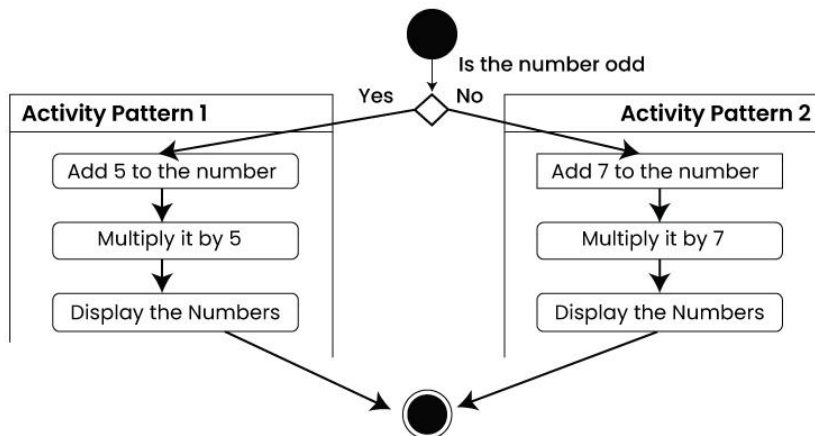 Is the number odd
Yes
No
Activity Pattern 1
Add 5 to the number
Multiply it by 5
Display the Numbers
Activity Pattern 2
Add 7 to the number
Multiply it by 7
Display the Numbers